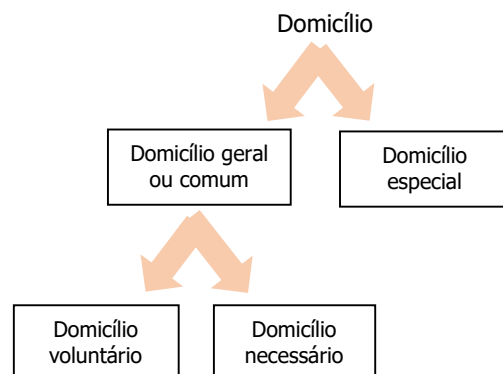 Domicílio
Domicílio geral
ou comum
Domicílio
especial
Domicílio
voluntário
Domicílio
necessário